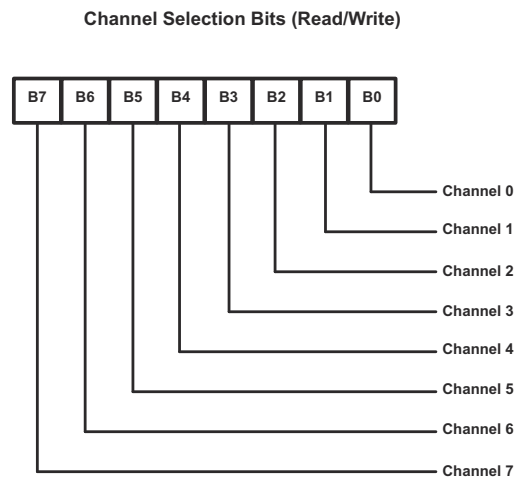 Channel Selection Bits (Read/Write)
B7 B6 B5 B4 B3 B2 B1 B0
Channel 0
Channel 1
Channel 2
Channel 3
Channel 4
Channel 5
Channel 6
Channel 7